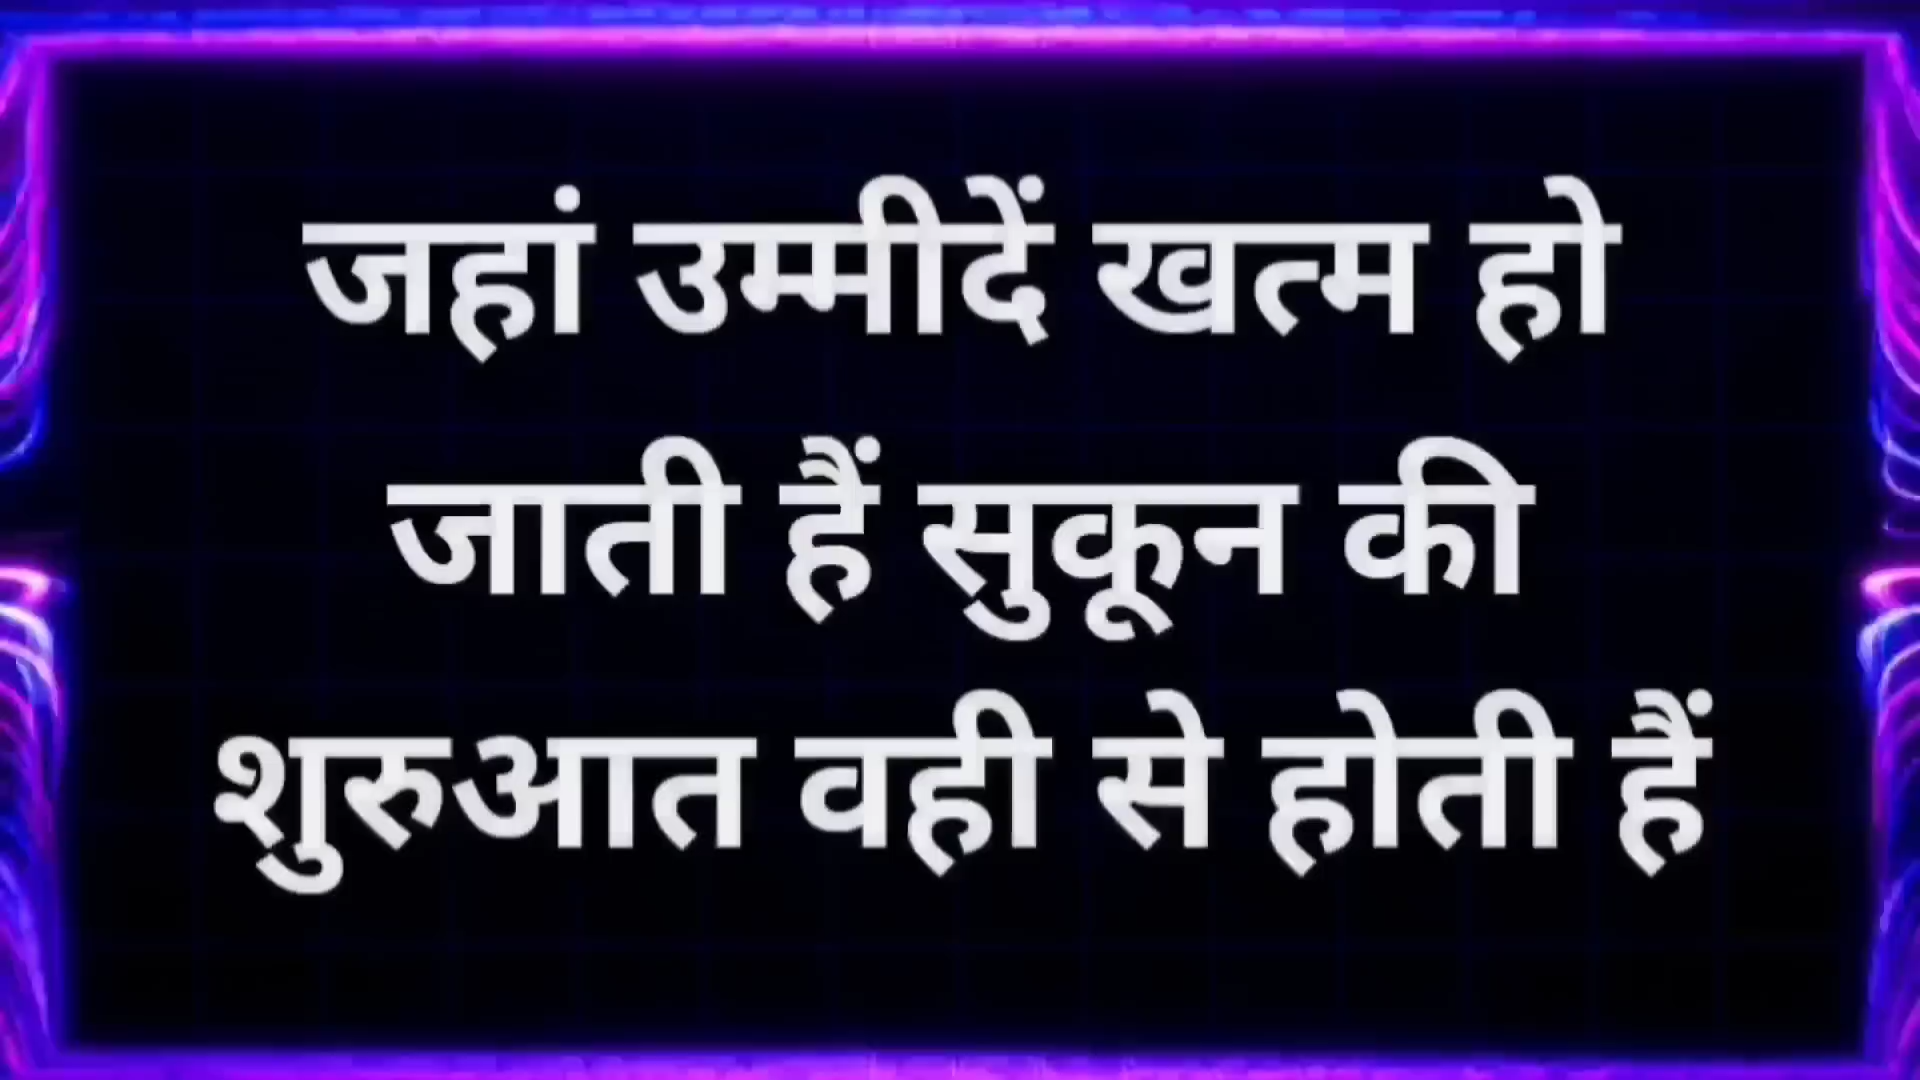 जहां उम्मीदें खत्म हो
जाती हैं सुकून की
शुरुआत वही से होती हैं